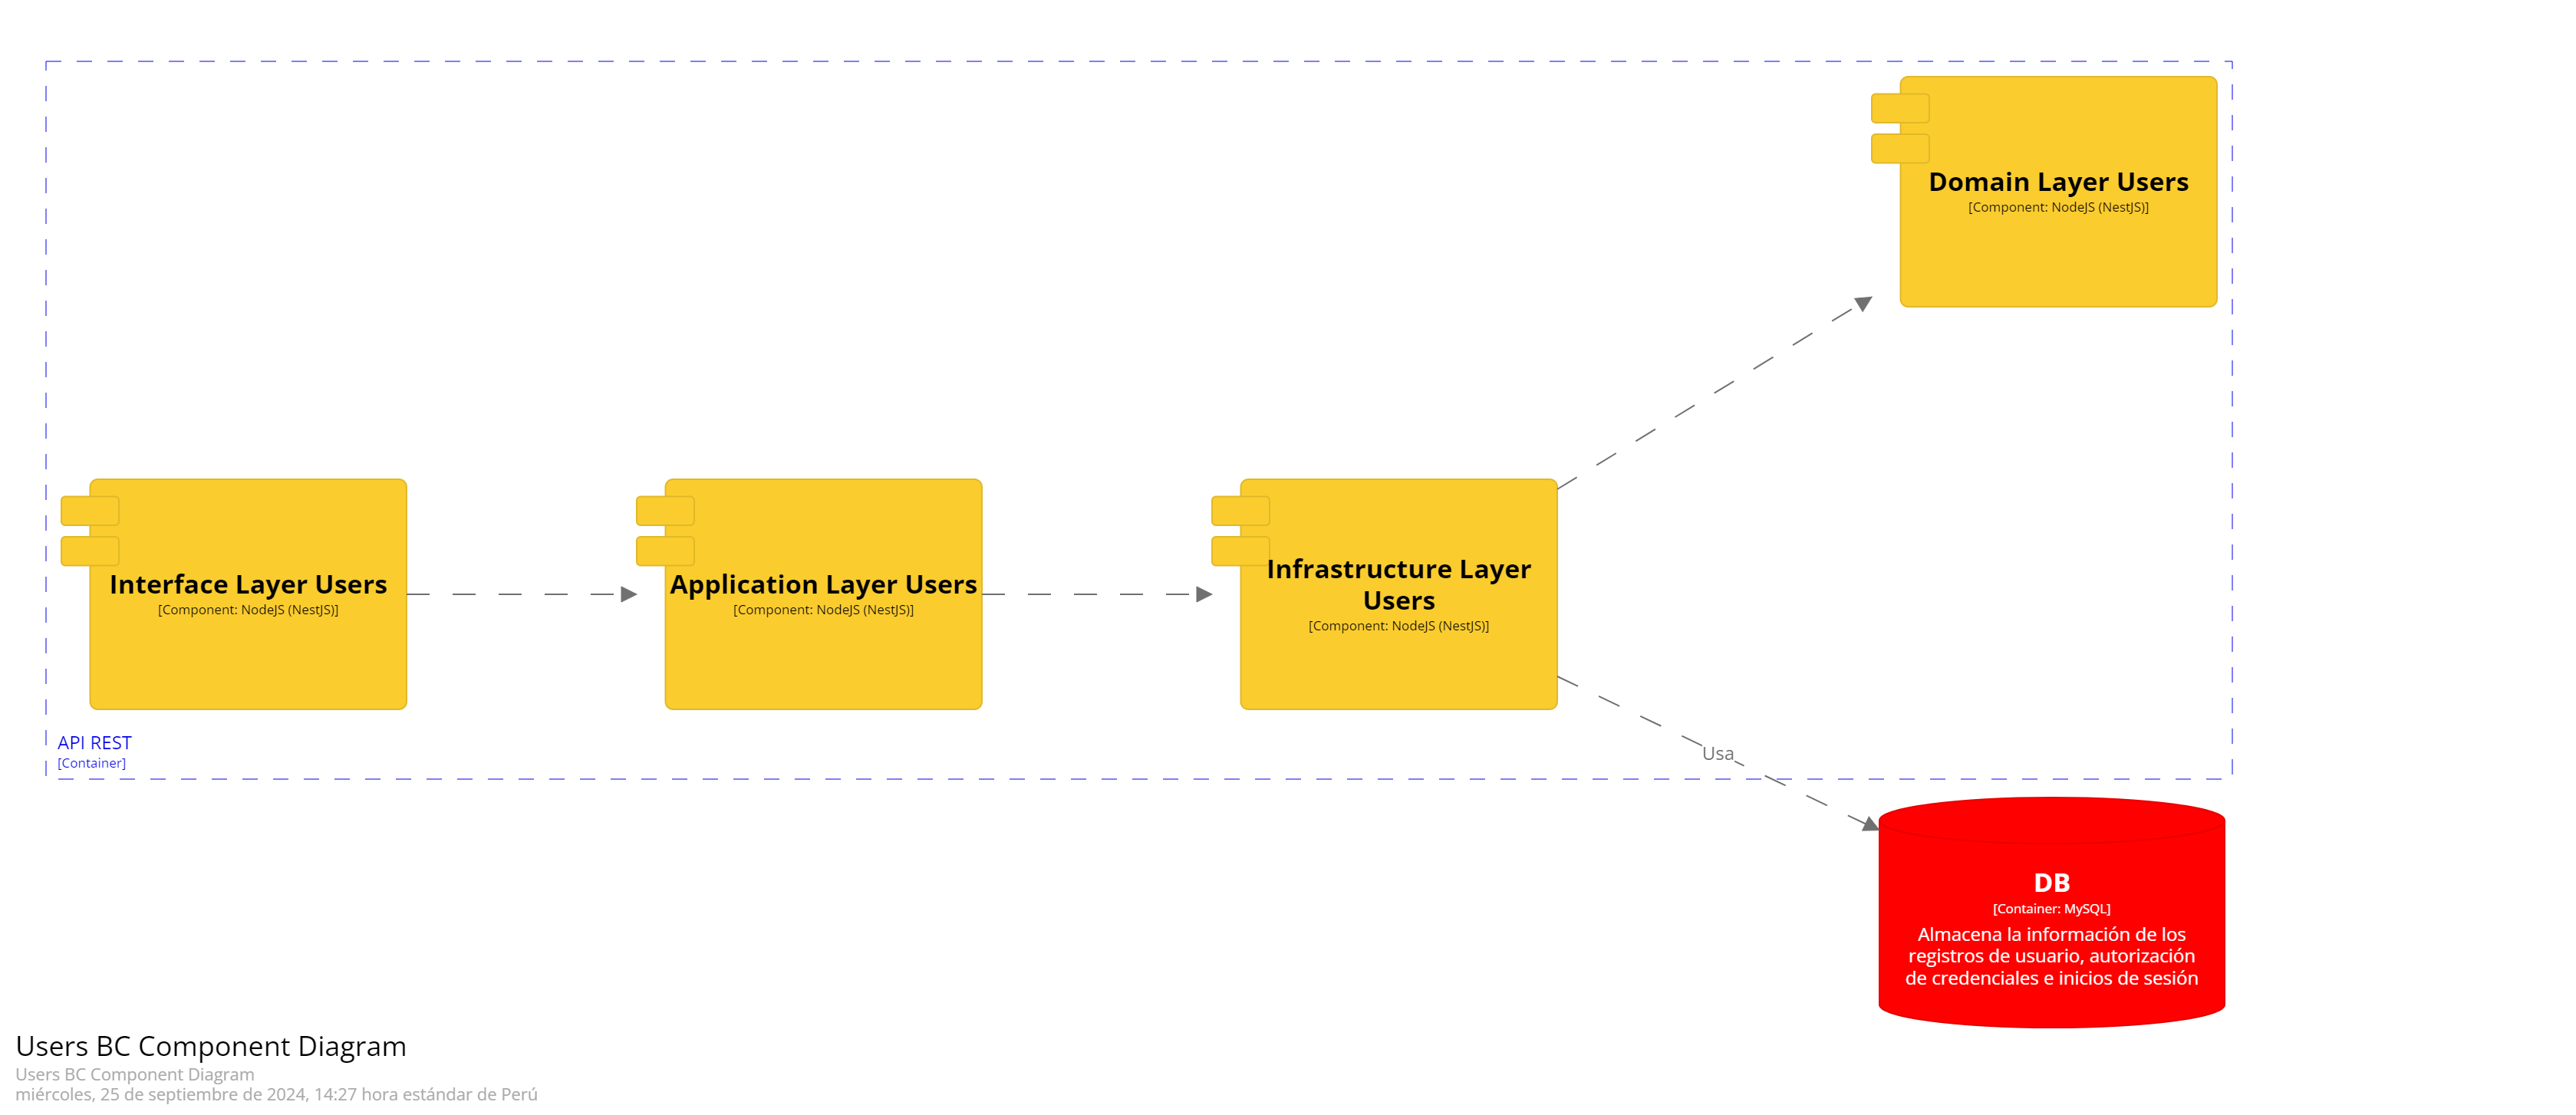 Domain Layer Users
[Component: NodeJS (NestJS)]
Interface Layer Users
[Component: NodeJS (NestJS)]
Application Layer Users
[Component: NodeJS (NestJS)]
Infrastructure Layer
Users
[Component: NodeJS (NestJS)]
API REST
[Container]
Usa
DB
[Container: MySQL]
Almacena la información de los
registros de usuario, autorización
de credenciales e inicios de sesión
Users BC Component Diagram
Users BC Component Diagram
miércoles, 25 de septiembre de 2024, 14:27 hora estándar de Perú